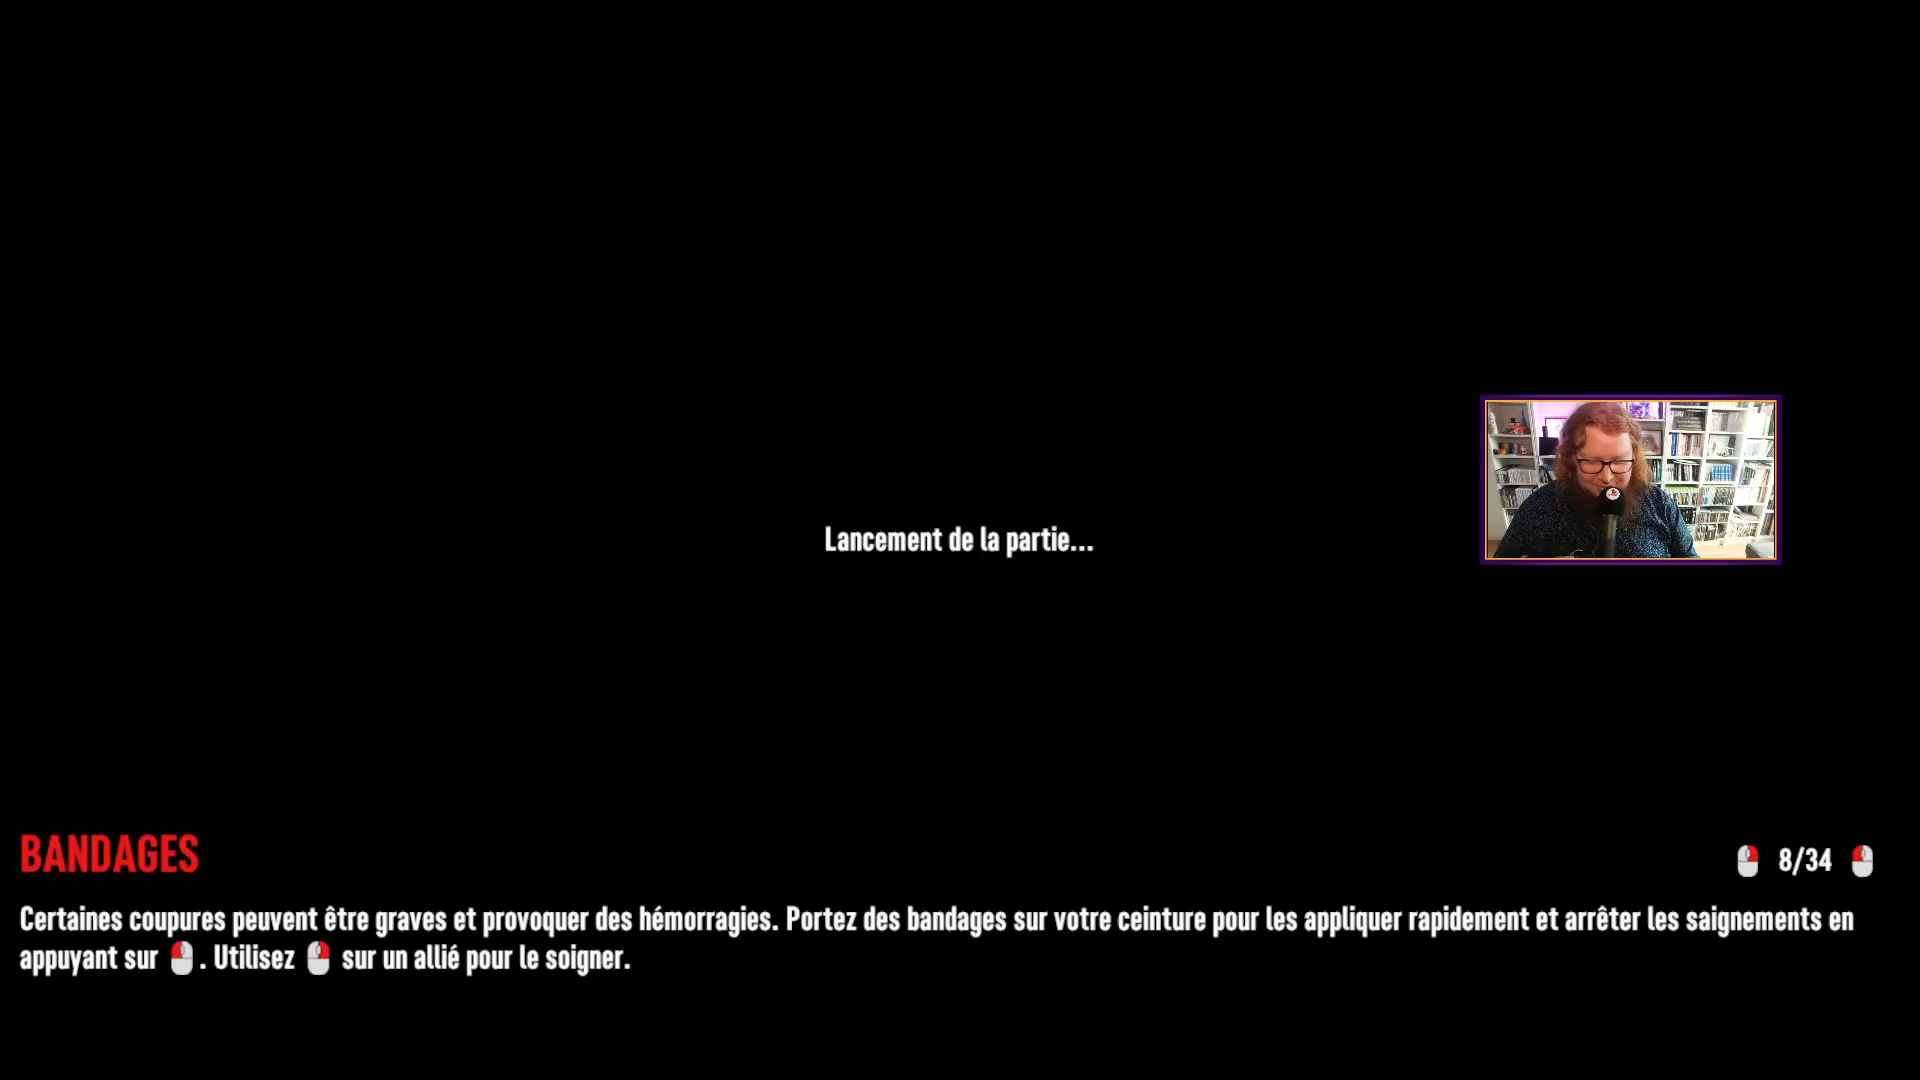 Lancement de la partie...
BANDAGES
8/34
Certaines coupures peuvent être graves et provoquer des hémorragies. Portez des bandages sur votre ceinture pour les appliquer rapidement et arrêter les saignements en
appuyant sur . Utilisez sur un allié pour le soigner.